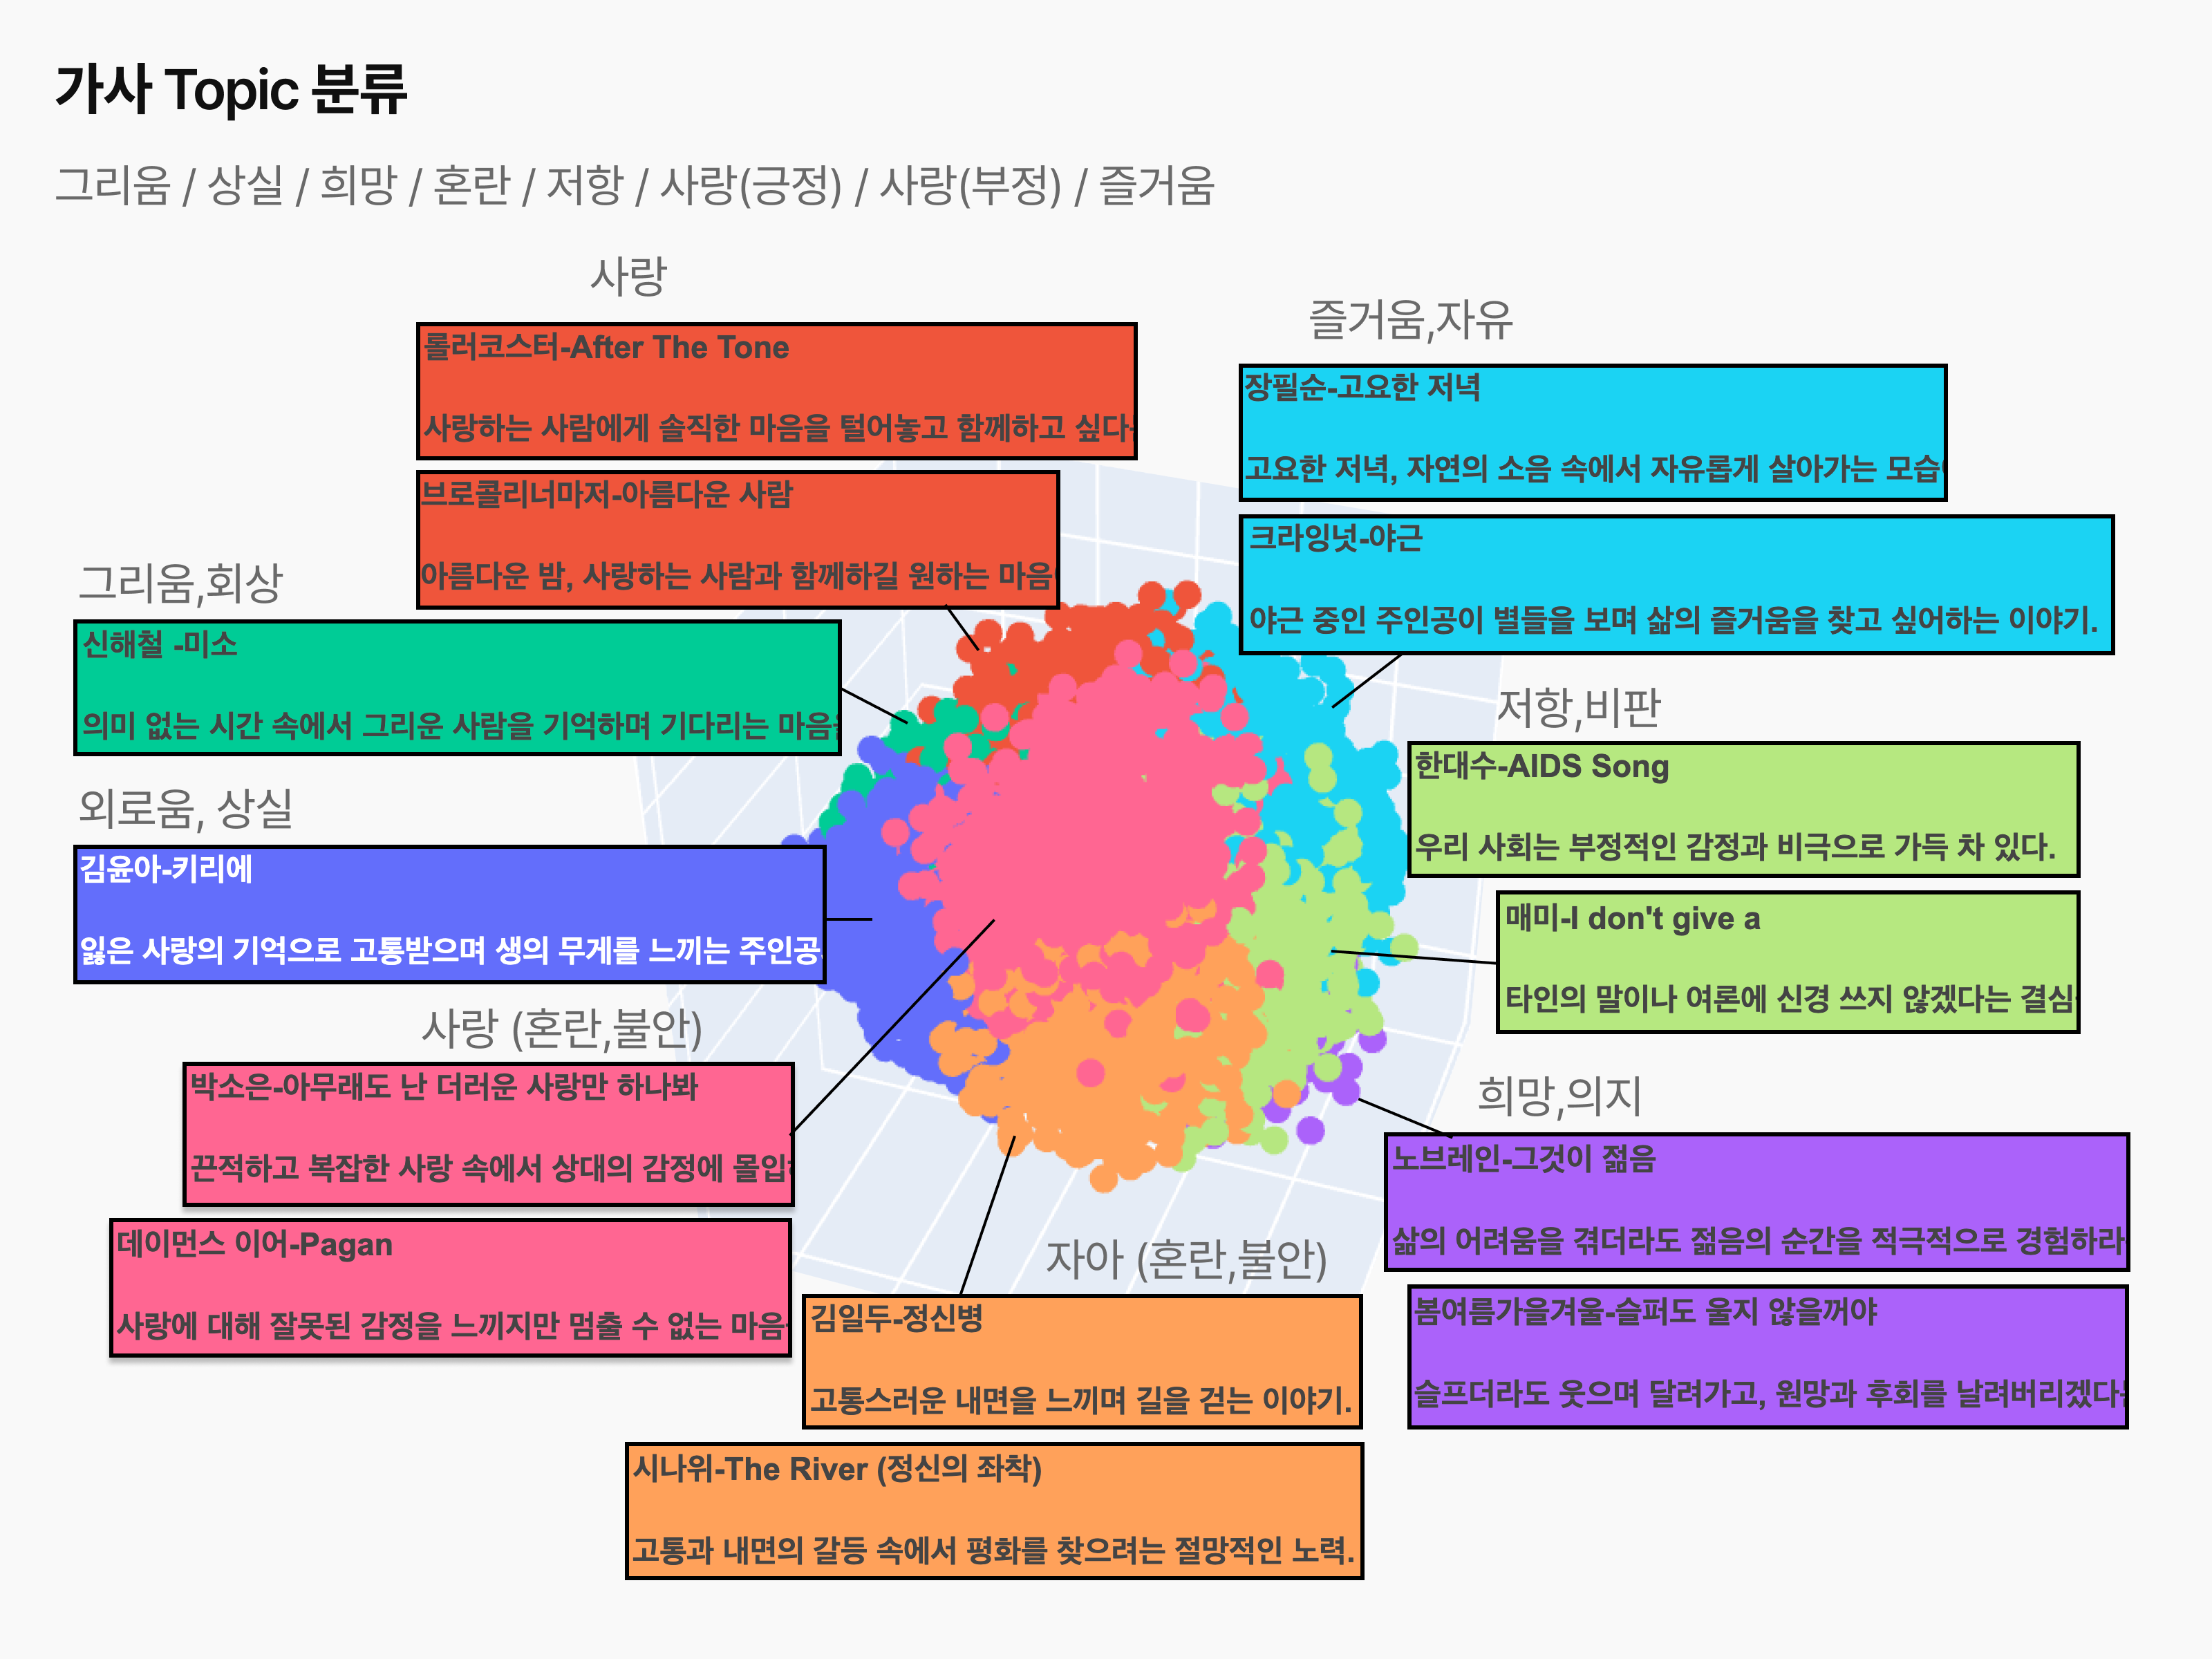 가사 Topic 분류
그리움 / 상실 / 희망 / 혼란 / 저항 / 사랑(긍정) / 사랑(부정) / 즐거움
사랑
롤러코스터-After The Tone
사랑하는 사람에게 솔직한 마음을 털어놓고 함께하고 싶다
브로콜리너마저-아름다운 사람
아름다운 밤, 사랑하는 사람과 함께하길 원하는 마음
즐거움,자유
장필순-고요한 저녁
고요한 저녁, 자연의 소음 속에서 자유롭게 살아가는 모습
크라잉넛-야근
야근 중인 주인공이 별들을 보며 삶의 즐거움을 찾고 싶어하는 이야기.
그리움,회상
신해철 -미소
의미 없는 시간 속에서 그리운 사람을 기억하며 기다리는 마음
저항,비판
한대수-AIDS Song
우리 사회는 부정적인 감정과 비극으로 가득 차 있다.
매미-I don't give a
타인의 말이나 여론에 신경 쓰지 않겠다는 결심
외로움, 상실
김윤아-키리에
잃은 사랑의 기억으로 고통받으며 생의 무게를 느끼는 주인공
사랑 (혼란,불안)
박소은-아무래도 난 더러운 사랑만 하나봐
끈적하고 복잡한 사랑 속에서 상대의 감정에 몰입
데이먼스 이어-Pagan
사랑에 대해 잘못된 감정을 느끼지만 멈출 수 없는 마음
희망,의지
노브레인-그것이 젊음
삶의 어려움을 겪더라도 젊음의 순간을 적극적으로 경험하라
봄여름가을겨울-슬퍼도 울지 않을꺼야
슬프더라도 웃으며 달려가고, 원망과 후회를 날려버리겠다
자아 (혼란,불안)
김일두-정신병
고통스러운 내면을 느끼며 길을 걷는 이야기.
시나위-The River (정신의 좌착)
고통과 내면의 갈등 속에서 평화를 찾으려는 절망적인 노력.